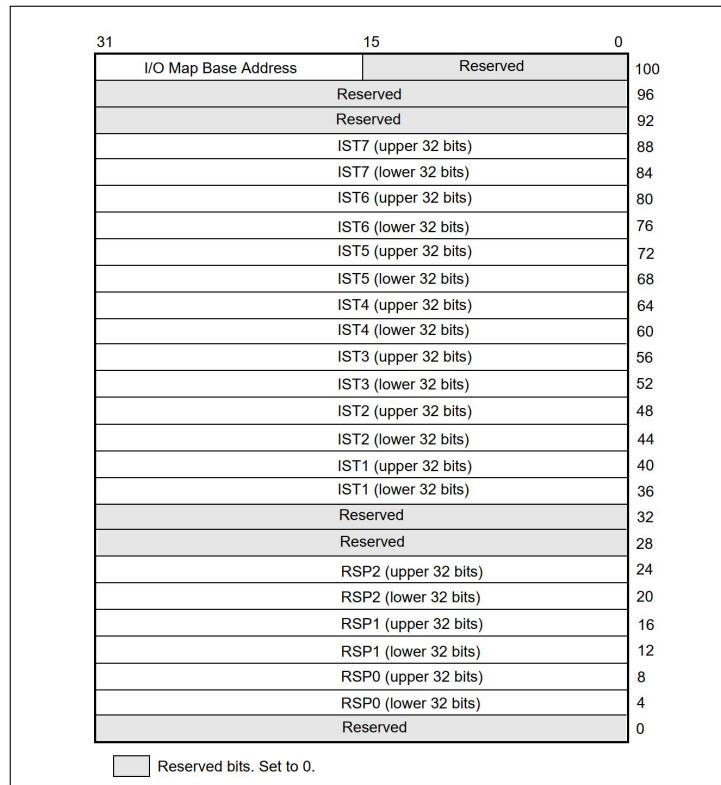 31 15 0
I/O Map Base Address Reserved 100
Reserved 96
Reserved 92
IST7 (upper 32 bits) 88
IST7 (lower 32 bits) 84
IST6 (upper 32 bits) 80
IST6 (lower 32 bits) 76
IST5 (upper 32 bits) 72
IST5 (lower 32 bits) 68
IST4 (upper 32 bits) 64
IST4 (lower 32 bits) 60
IST3 (upper 32 bits) 56
IST3 (lower 32 bits) 52
IST2 (upper 32 bits) 48
IST2 (lower 32 bits) 44
IST1 (upper 32 bits) 40
IST1 (lower 32 bits) 36
Reserved 32
Reserved 28
RSP2 (upper 32 bits) 24
RSP2 (lower 32 bits) 20
RSP1 (upper 32 bits) 16
RSP1 (lower 32 bits) 12
RSP0 (upper 32 bits) 8
RSP0 (lower 32 bits) 4
Reserved 0
Reserved bits. Set to 0.